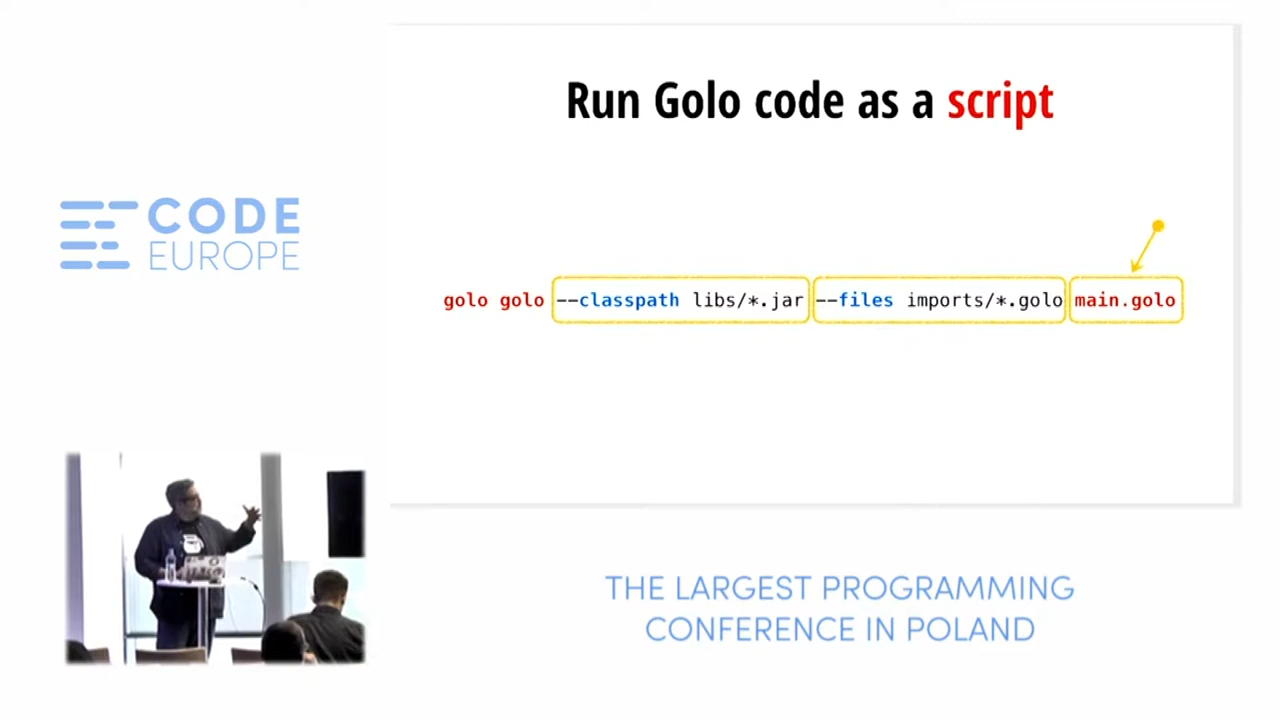 Run Golo code as a script
CODE
EUROPE
golo golo --classpath libs/*.jar --files imports/*.golo main.golo
THE LARGEST PROGRAMMING
CONFERENCE IN POLAND